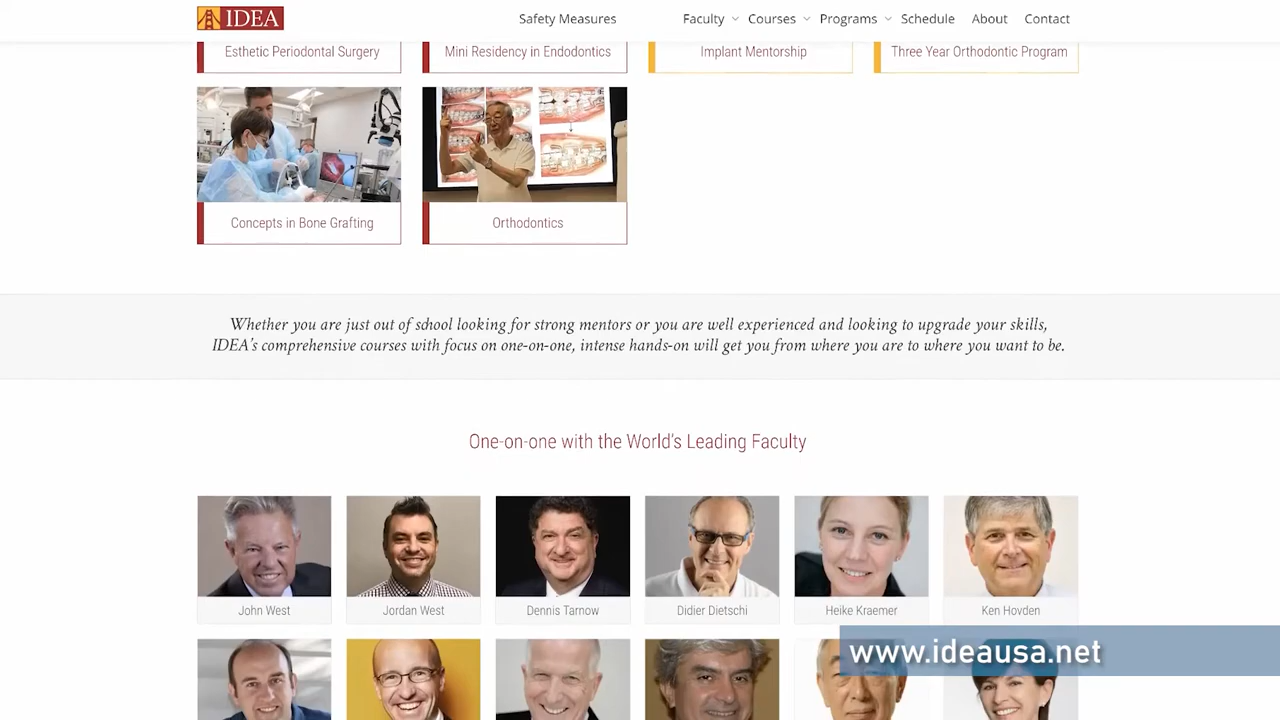 IDEA
Safety Measures
Faculty
Courses
Programs
Schedule
About
Contact
Esthetic Periodontal Surgery
Mini Residency in Endodontics
Implant Mentorship
Three Year Orthodontic Program
Concepts in Bone Grafting
Orthodontics
Whether you are just out of school looking for strong mentors or you are well experienced and looking to upgrade your skills,
IDEA's comprehensive courses with focus on one-on-one, intense hands-on will get you from where you are to where you want to be.
One-on-one with the World's Leading Faculty
John West
Jordan West
Dennis Tarnow
Didier Dietschi
Heike Kraemer
Ken Hovden
www.ideausa.net